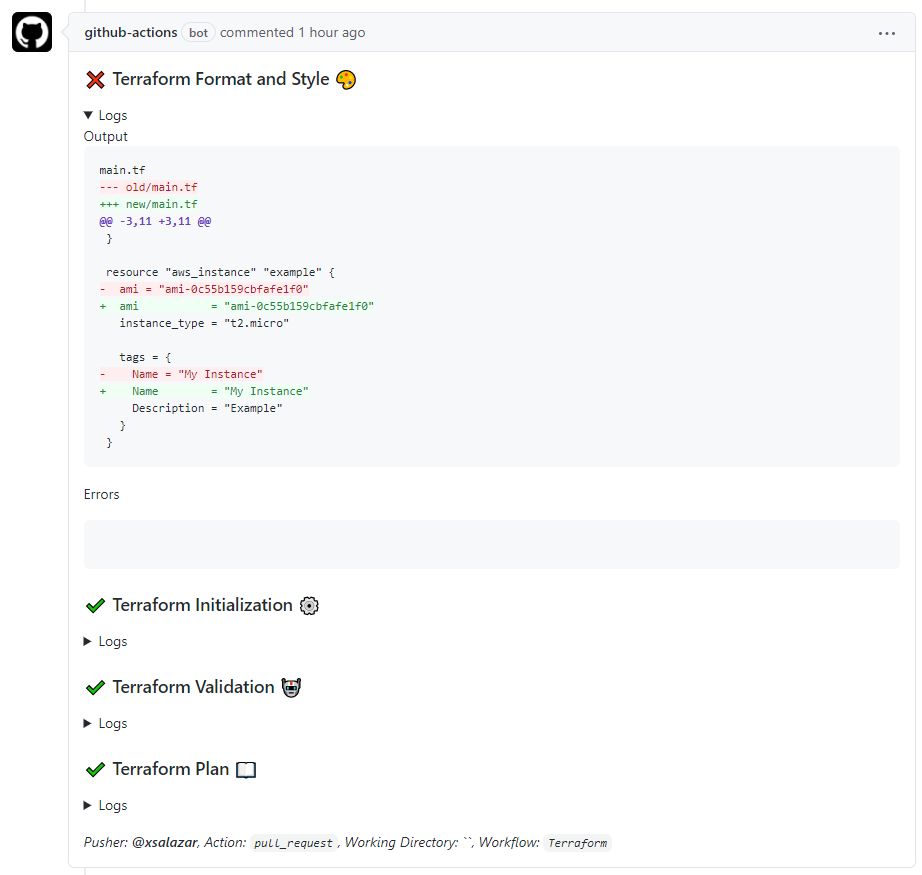 github-actions bot commented 1 hour ago
❌ Terraform Format and Style 🎨
▼ Logs
Output
main.tf
--- old/main.tf
+++ new/main.tf
@@ -3,11 +3,11 @@
 }
 resource "aws_instance" "example" {
-  ami = "ami-0c55b159cbfafe1f0"
+  ami           = "ami-0c55b159cbfafe1f0"
   instance_type = "t2.micro"
   tags = {
-    Name = "My Instance"
+    Name        = "My Instance"
     Description = "Example"
   }
 }
Errors
✔ Terraform Initialization ⚙
▶ Logs
✔ Terraform Validation 🤖
▶ Logs
✔ Terraform Plan 📖
▶ Logs
Pusher: @xsalazar, Action: pull_request, Working Directory: ``, Workflow: Terraform